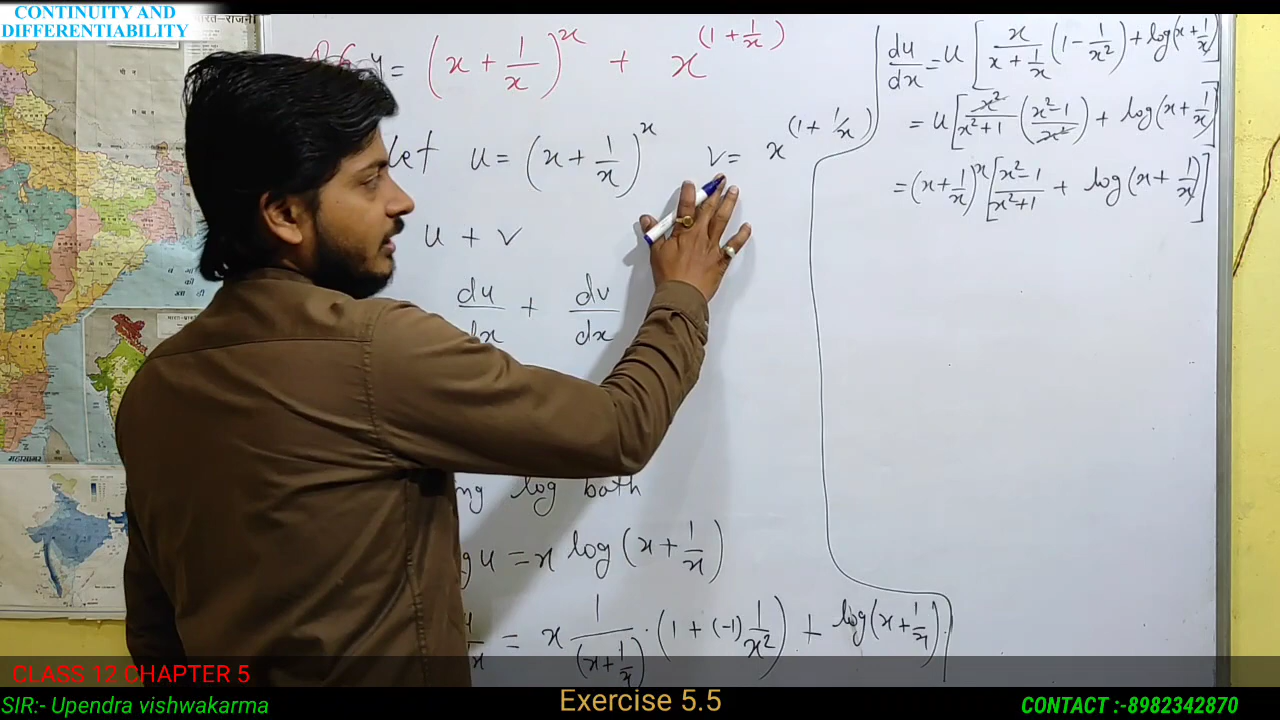 CONTINUITY AND
DIFFERENTIABILITY
भारत-राजनी
y = (x + 1/x)^x + x^(1 + 1/x)
let u = (x + 1/x)^x v = x^(1 + 1/x)
u + v
du/dx + dv/dx
ng log both
g u = x log (x + 1/x)
= x 1/(x + 1/x) · (1 + (-1) 1/x²) + log(x + 1/x)
du/dx = u [x/(x + 1/x) (1 - 1/x²) + log(x + 1/x)]
= u [x²/(x²+1) ((x²-1)/x²) + log(x + 1/x)]
= (x + 1/x)^x [(x²-1)/(x²+1) + log(x + 1/x)]
CLASS 12 CHAPTER 5
SIR:- Upendra vishwakarma
Exercise 5.5
CONTACT :-8982342870